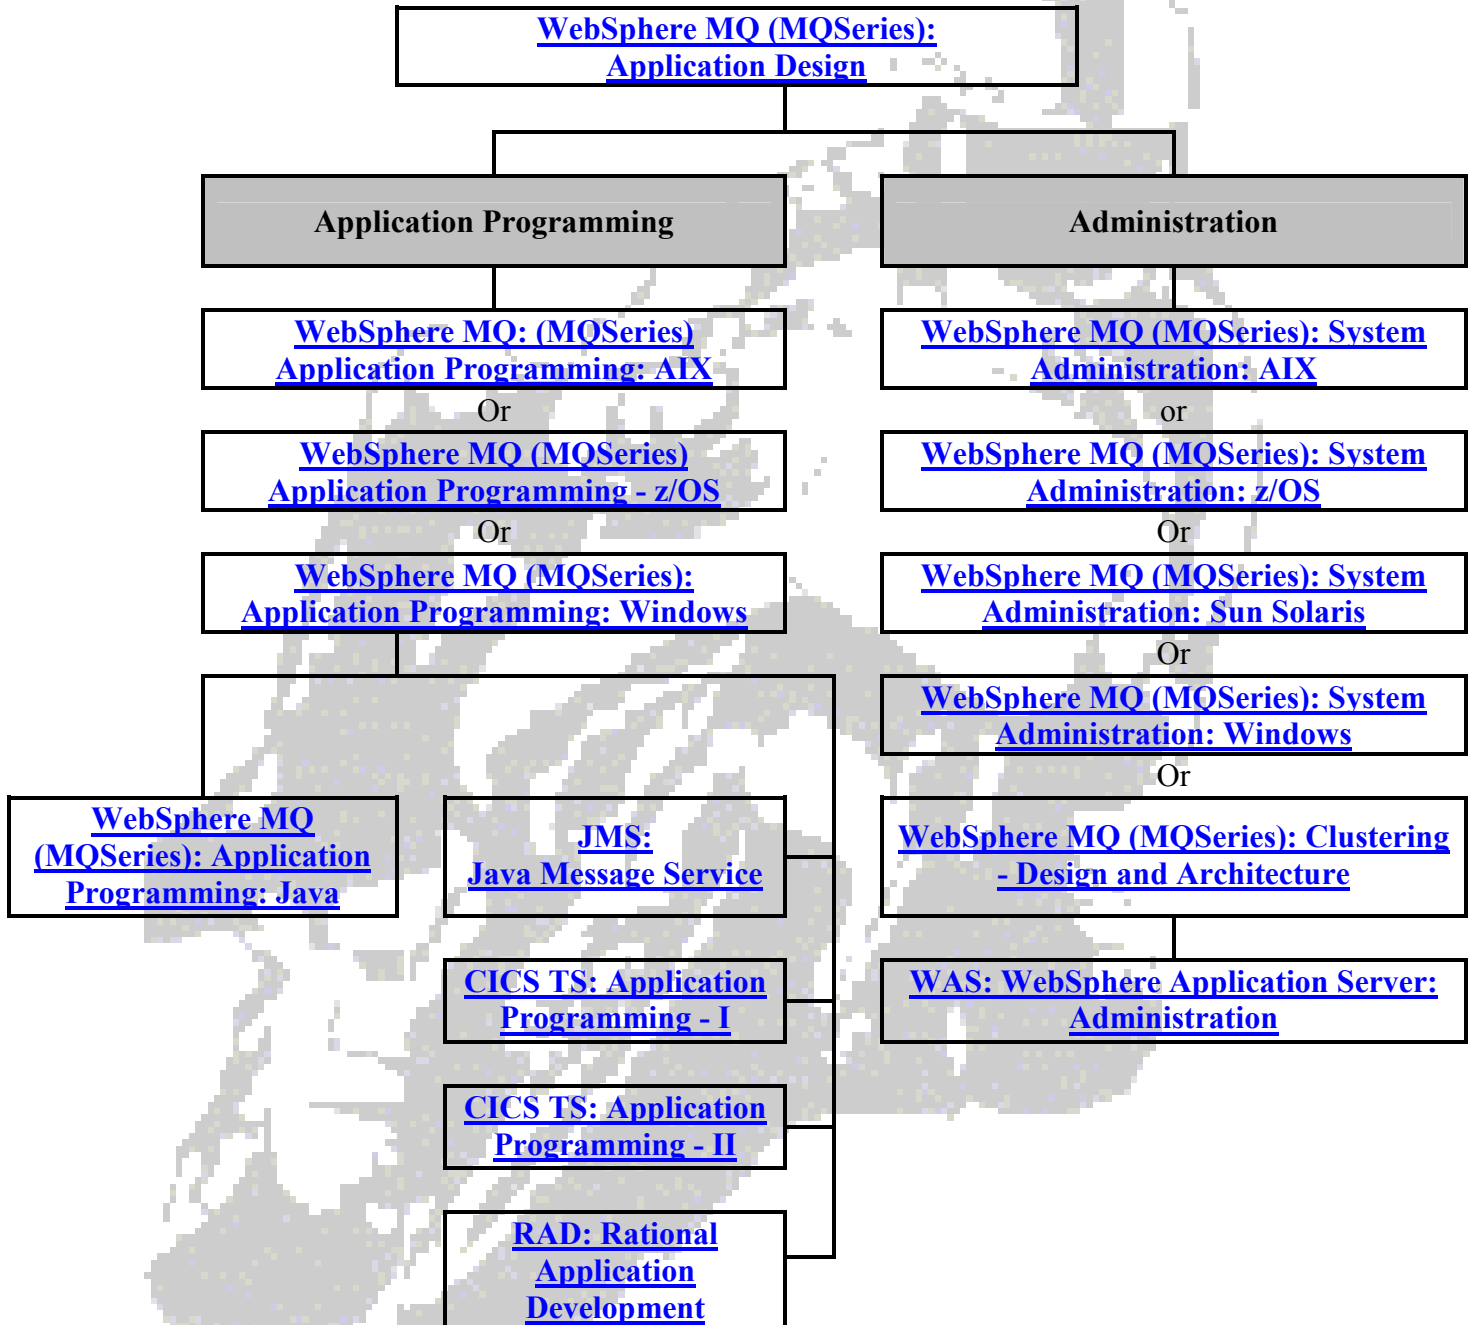 WebSphere MQ (MQSeries):
Application Design
Application Programming
Administration
WebSphere MQ: (MQSeries)
Application Programming: AIX
Or
WebSphere MQ (MQSeries)
Application Programming - z/OS
Or
WebSphere MQ (MQSeries):
Application Programming: Windows
WebSphere MQ (MQSeries): System
Administration: AIX
or
WebSphere MQ (MQSeries): System
Administration: z/OS
Or
WebSphere MQ (MQSeries): System
Administration: Sun Solaris
Or
WebSphere MQ (MQSeries): System
Administration: Windows
Or
WebSphere MQ
(MQSeries): Application
Programming: Java
JMS:
Java Message Service
WebSphere MQ (MQSeries): Clustering
- Design and Architecture
CICS TS: Application
Programming - I
WAS: WebSphere Application Server:
Administration
CICS TS: Application
Programming - II
RAD: Rational
Application
Development